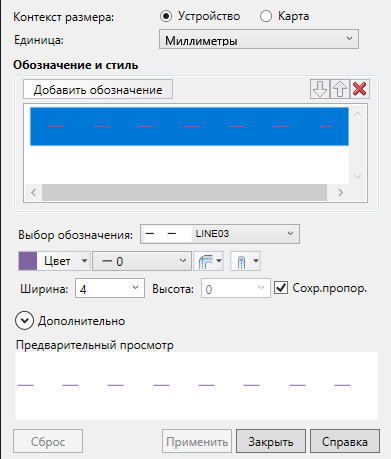 Контекст размера: Устройство Карта
Единица: Миллиметры
Обозначение и стиль
Добавить обозначение
Выбор обозначения: LINE03
Цвет 0
Ширина: 4 Высота: 0 Сохр.пропор.
Дополнительно
Предварительный просмотр
Сброс Применить Закрыть Справка